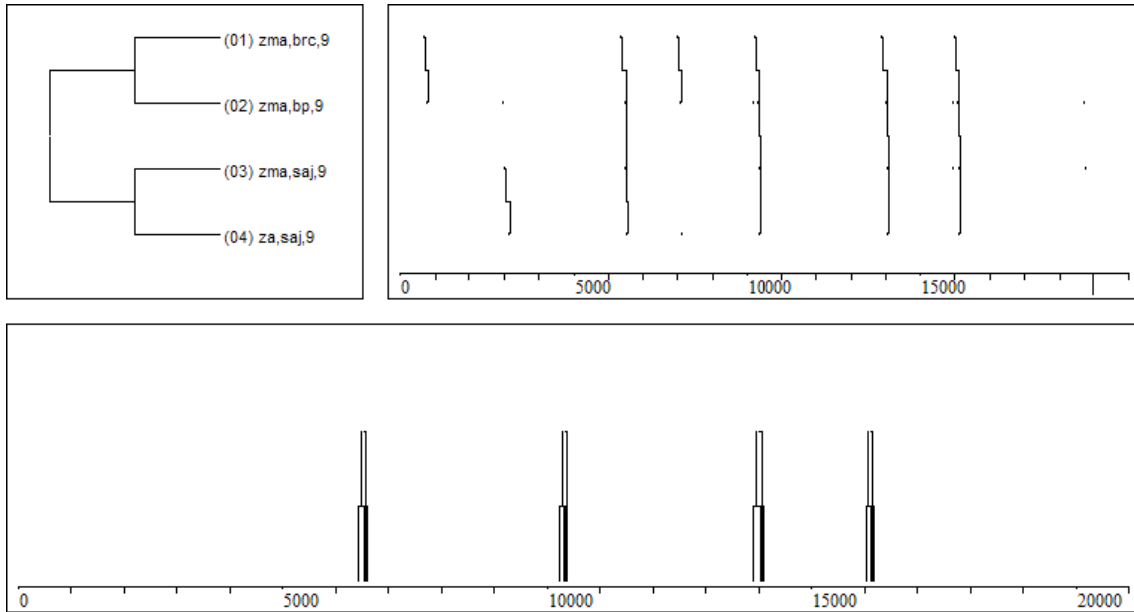 (01) zma,brc,9
(02) zma,bp,9
(03) zma,saj,9
(04) za,saj,9
0 5000 10000 15000
0 5000 10000 15000 20000